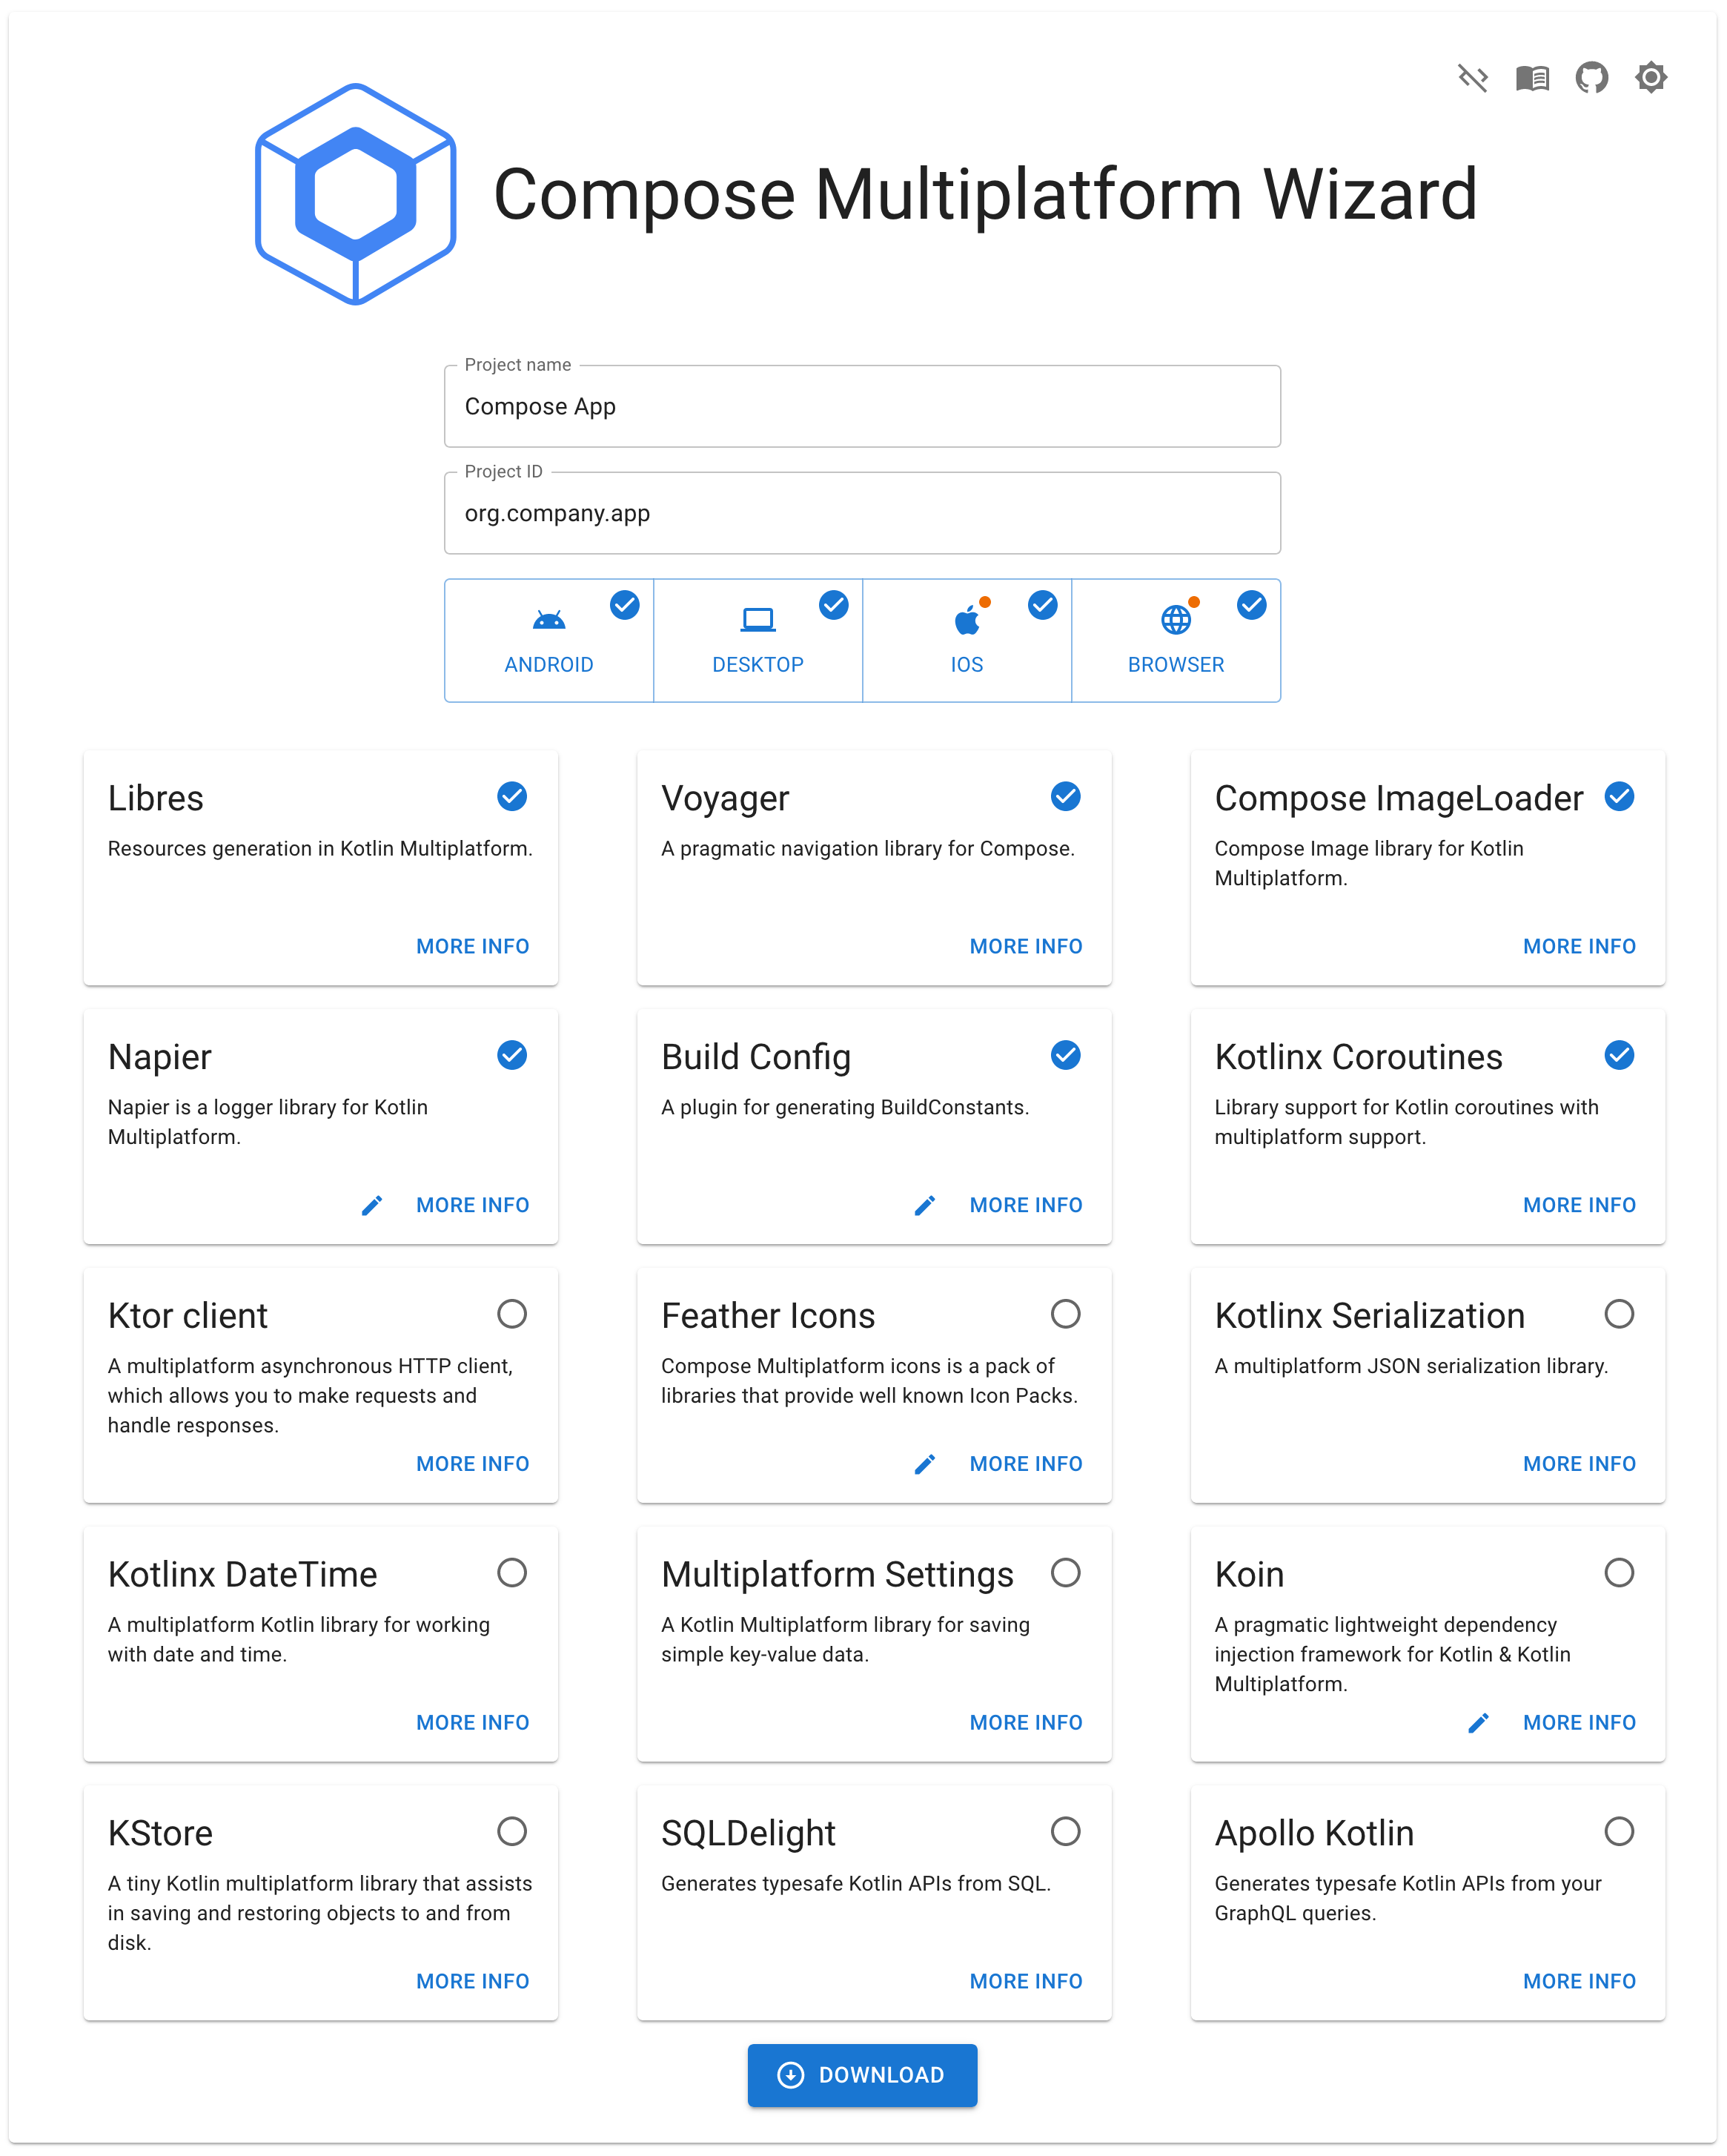 Compose Multiplatform Wizard
Project name
Compose App
Project ID
org.company.app
ANDROID
DESKTOP
IOS
BROWSER
Libres
Resources generation in Kotlin Multiplatform.
MORE INFO
Voyager
A pragmatic navigation library for Compose.
MORE INFO
Compose ImageLoader
Compose Image library for Kotlin
Multiplatform.
MORE INFO
Napier
Napier is a logger library for Kotlin
Multiplatform.
MORE INFO
Build Config
A plugin for generating BuildConstants.
MORE INFO
Kotlinx Coroutines
Library support for Kotlin coroutines with
multiplatform support.
MORE INFO
Ktor client
A multiplatform asynchronous HTTP client,
which allows you to make requests and
handle responses.
MORE INFO
Feather Icons
Compose Multiplatform icons is a pack of
libraries that provide well known Icon Packs.
MORE INFO
Kotlinx Serialization
A multiplatform JSON serialization library.
MORE INFO
Kotlinx DateTime
A multiplatform Kotlin library for working
with date and time.
MORE INFO
Multiplatform Settings
A Kotlin Multiplatform library for saving
simple key-value data.
MORE INFO
Koin
A pragmatic lightweight dependency
injection framework for Kotlin & Kotlin
Multiplatform.
MORE INFO
KStore
A tiny Kotlin multiplatform library that assists
in saving and restoring objects to and from
disk.
MORE INFO
SQLDelight
Generates typesafe Kotlin APIs from SQL.
MORE INFO
Apollo Kotlin
Generates typesafe Kotlin APIs from your
GraphQL queries.
MORE INFO
DOWNLOAD